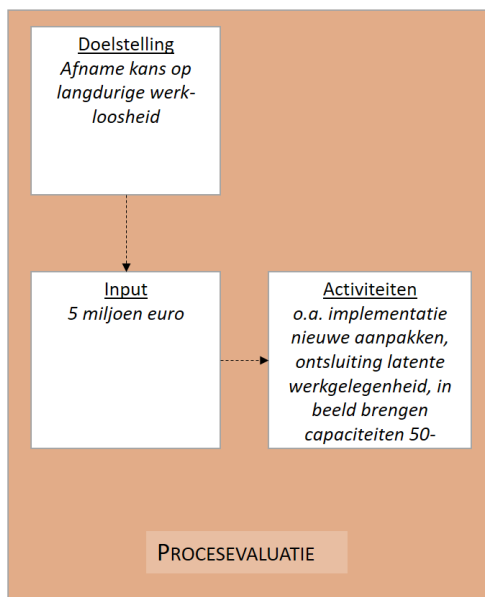 Doelstelling
Afname kans op
langdurige werk-
loosheid
Input
5 miljoen euro
Activiteiten
o.a. implementatie
nieuwe aanpakken,
ontsluiting latente
werkgelegenheid, in
beeld brengen
capaciteiten 50-
PROCESEVALUATIE